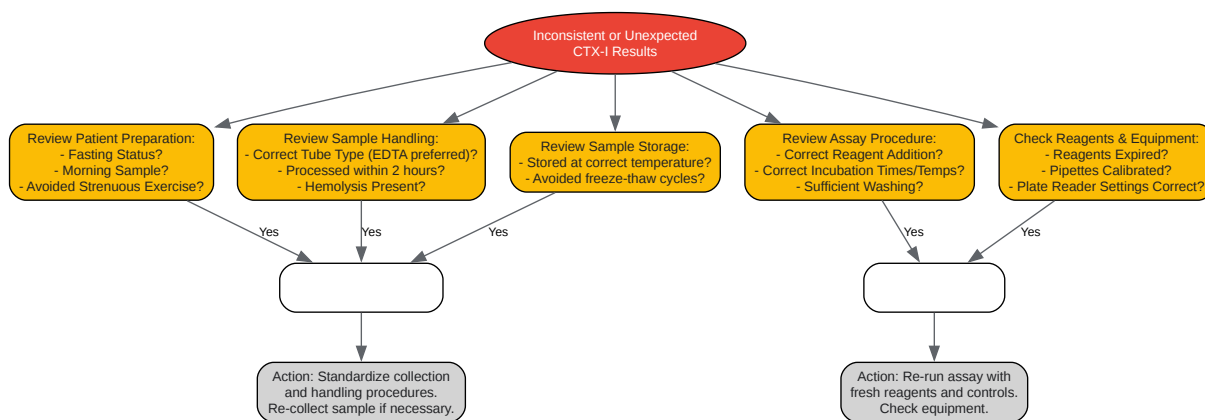 Inconsistent or Unexpected
CTX-I Results
Review Patient Preparation:
- Fasting Status?
- Morning Sample?
- Avoided Strenuous Exercise?
Review Sample Handling:
- Correct Tube Type (EDTA preferred)?
- Processed within 2 hours?
- Hemolysis Present?
Review Sample Storage:
- Stored at correct temperature?
- Avoided freeze-thaw cycles?
Review Assay Procedure:
- Correct Reagent Addition?
- Correct Incubation Times/Temps?
- Sufficient Washing?
Check Reagents & Equipment:
- Reagents Expired?
- Pipettes Calibrated?
- Plate Reader Settings Correct?
Yes
Yes
Yes
Yes
Yes
Action: Standardize collection
and handling procedures.
Re-collect sample if necessary.
Action: Re-run assay with
fresh reagents and controls.
Check equipment.